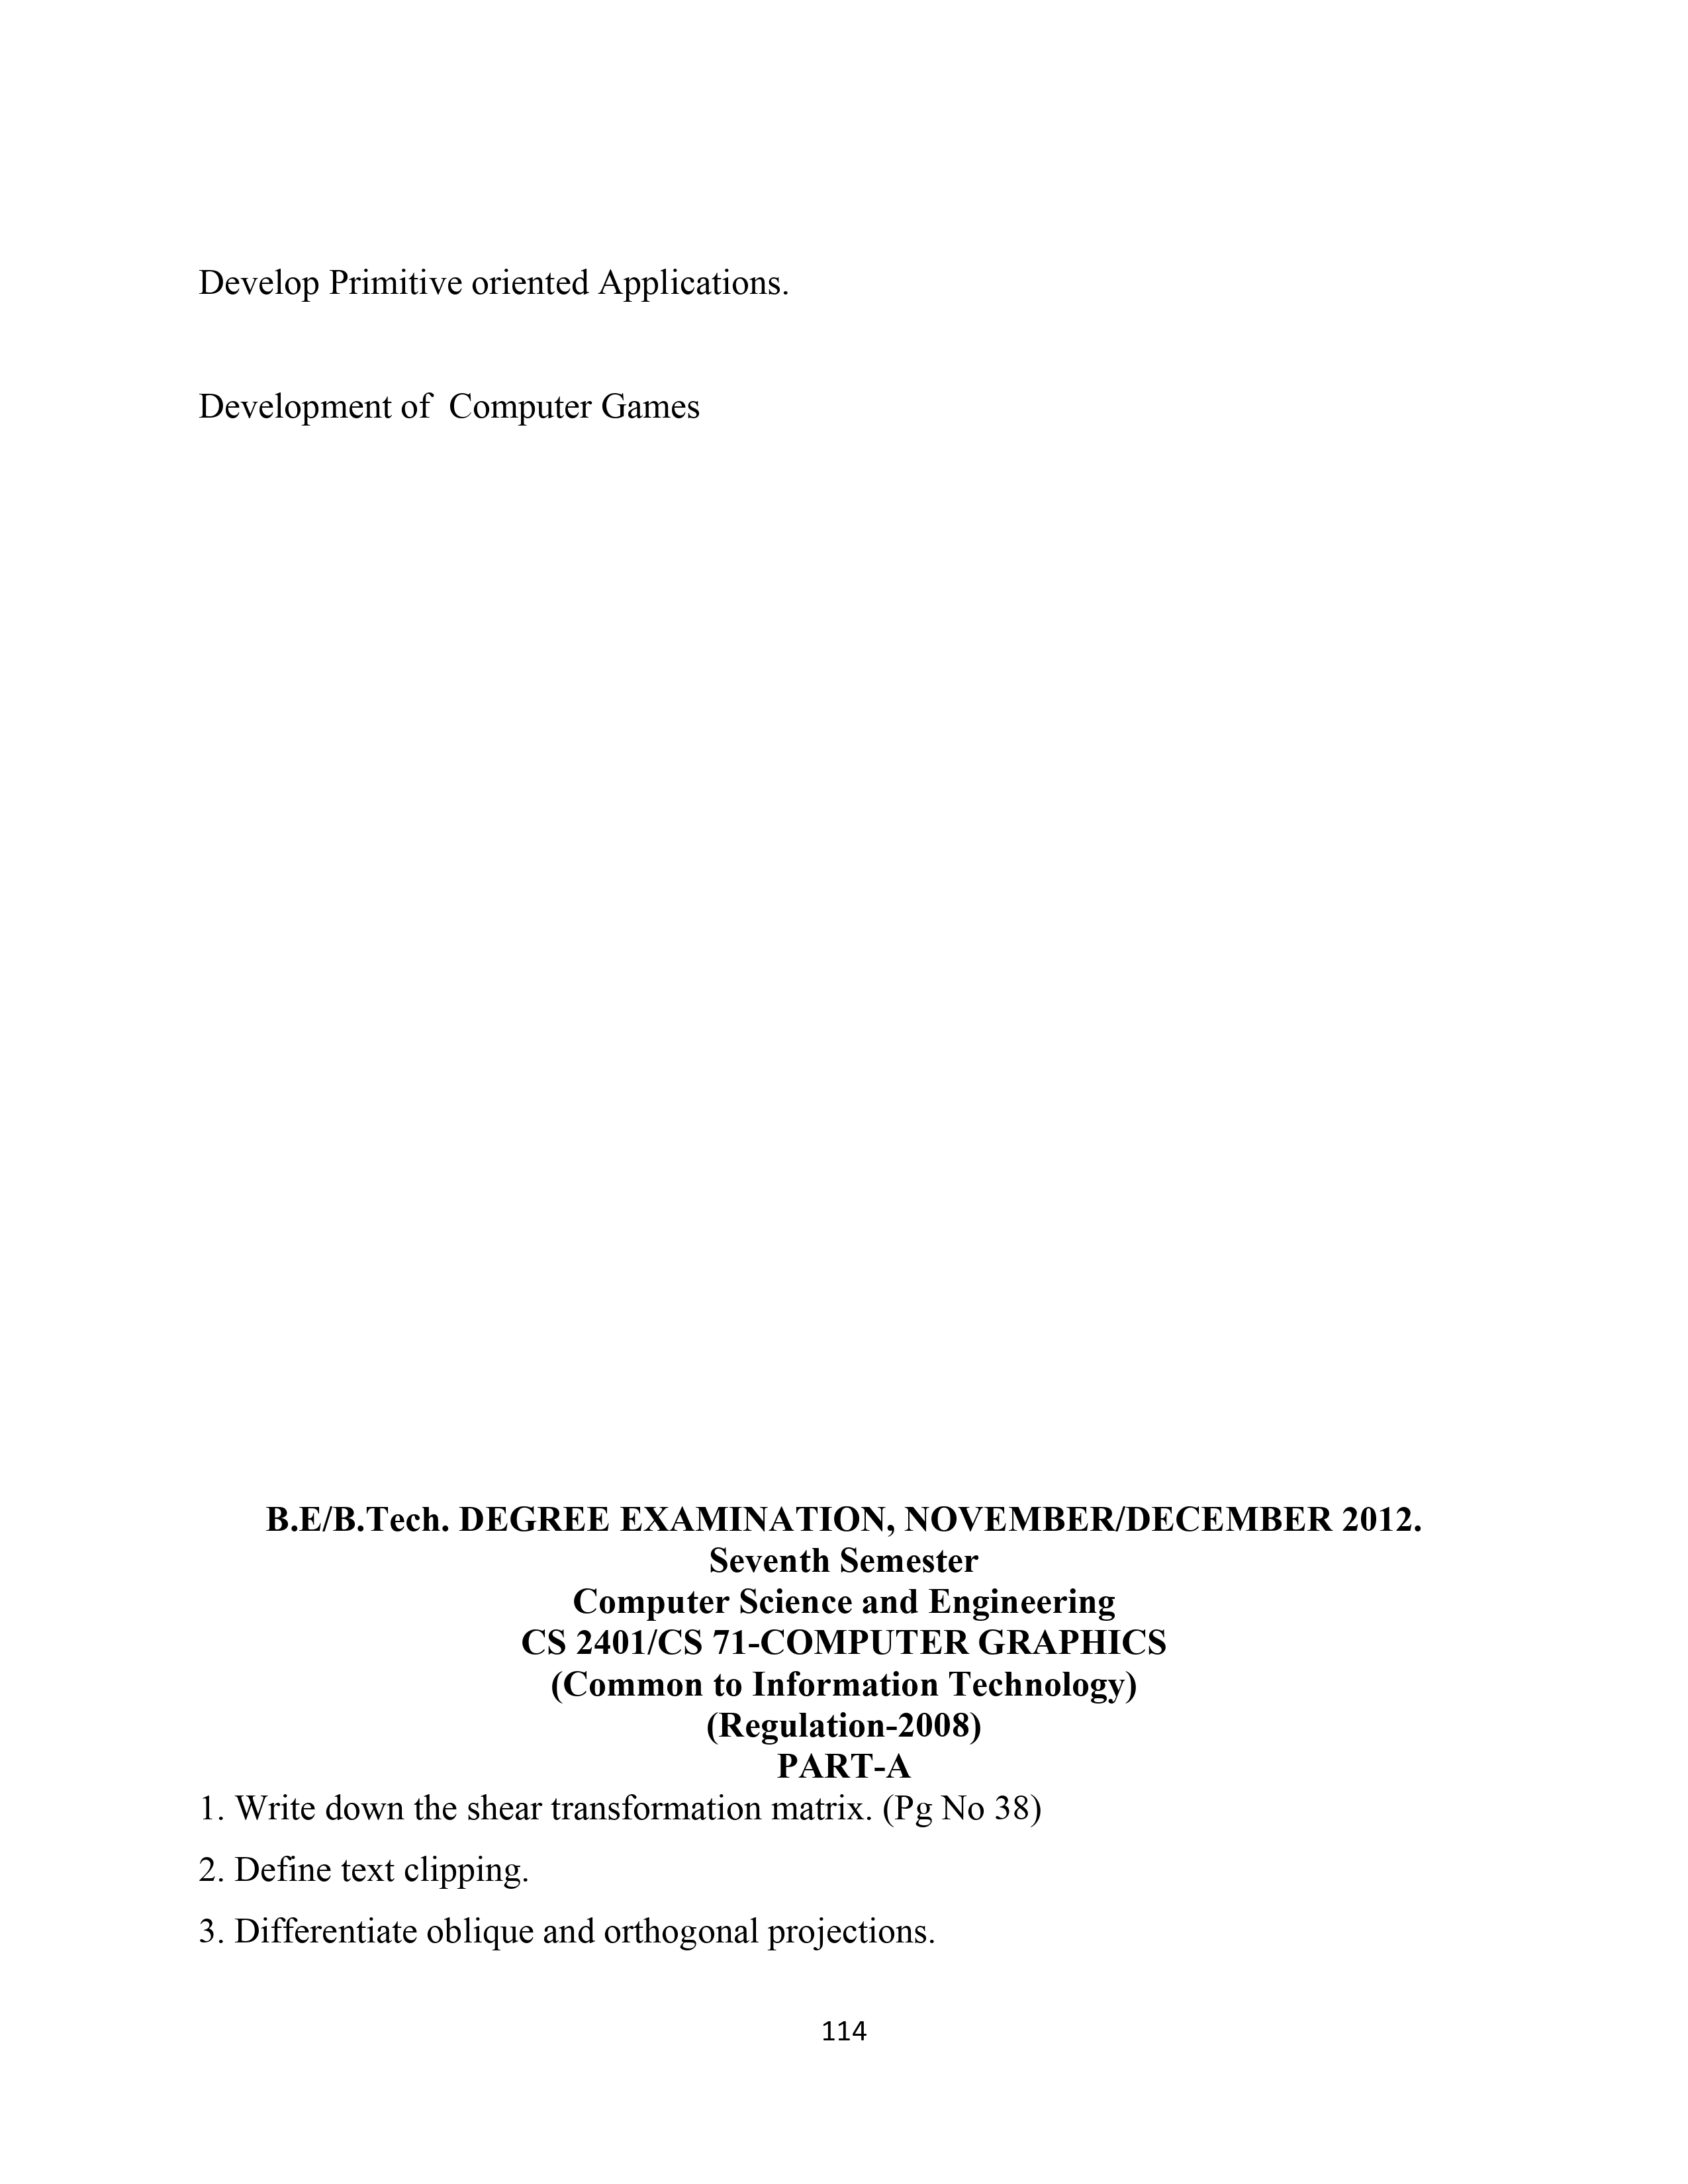 Develop Primitive oriented Applications.
Development of  Computer Games
B.E/B.Tech. DEGREE EXAMINATION, NOVEMBER/DECEMBER 2012.
Seventh Semester
Computer Science and Engineering
CS 2401/CS 71-COMPUTER GRAPHICS
(Common to Information Technology)
(Regulation-2008)
PART-A
1. Write down the shear transformation matrix. (Pg No 38)
2. Define text clipping.
3. Differentiate oblique and orthogonal projections.
114